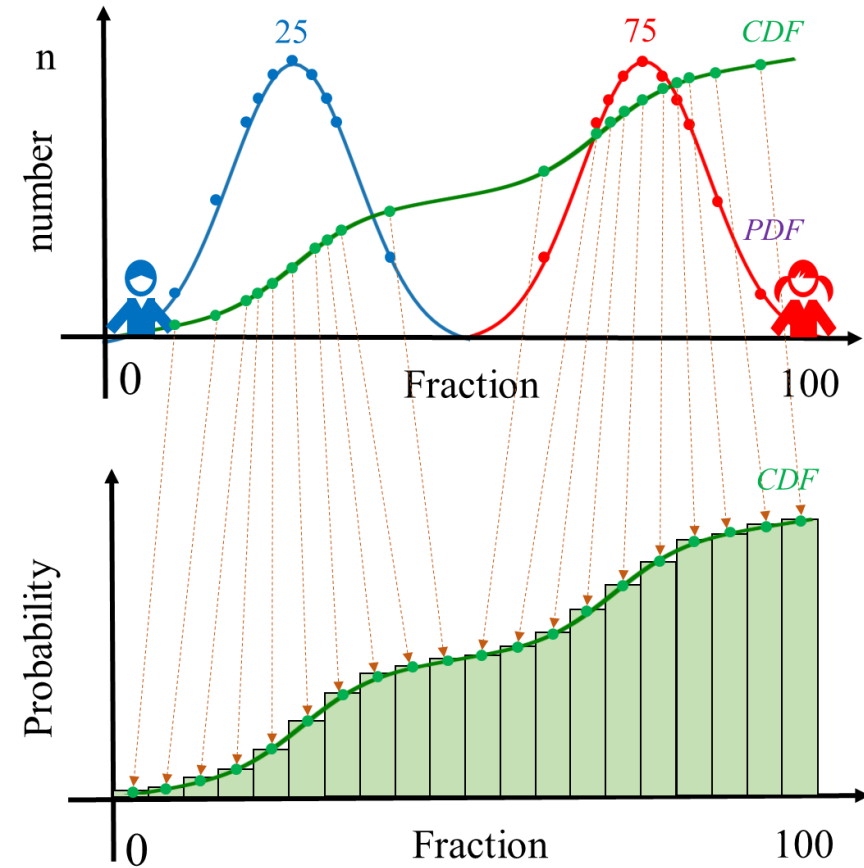 25
75
CDF
n
number
PDF
0
Fraction
100
CDF
Probability
0
Fraction
100